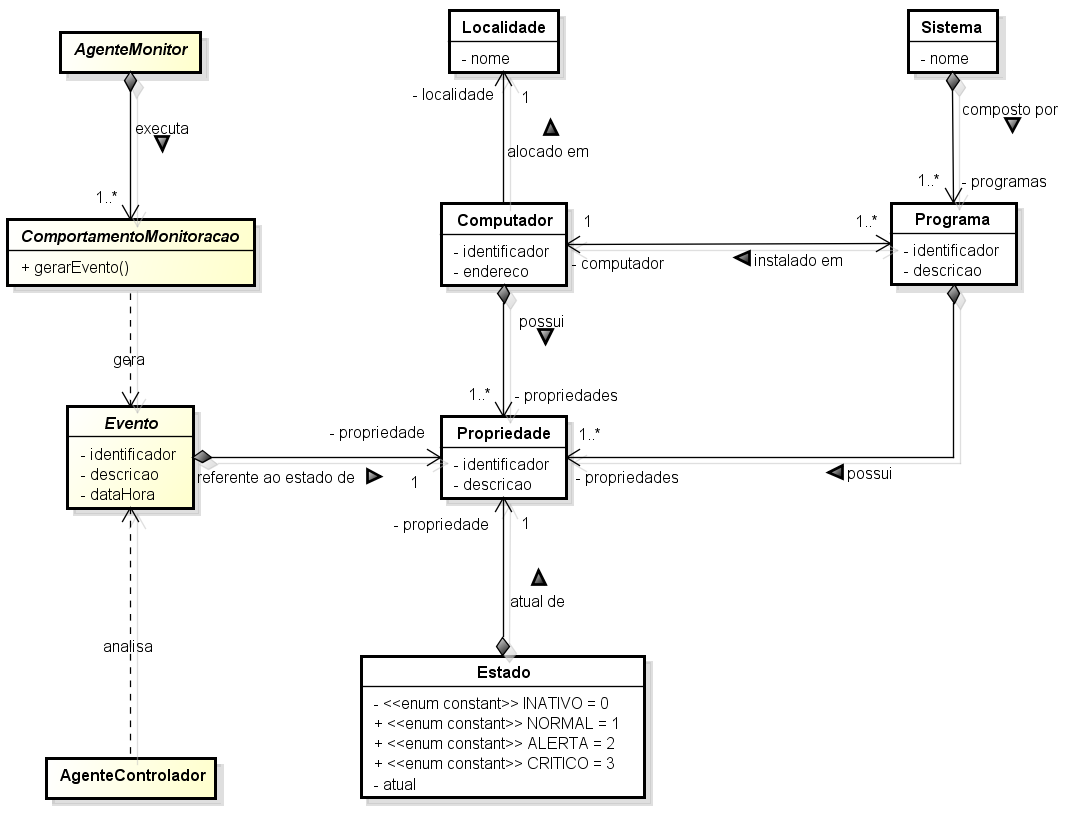 AgenteMonitor
executa
1..*
ComportamentoMonitoracao
+ gerarEvento()
gera
Evento
- identificador
- descricao
- dataHora
analisa
AgenteControlador
Localidade
- nome
- localidade
1
alocado em
Computador
- identificador
- endereco
1
- computador
1..*
instalado em
Sistema
- nome
composto por
1..*
- programas
Programa
- identificador
- descricao
possui
1..*
- propriedades
- propriedade
referente ao estado de
1
Propriedade
- identificador
- descricao
1..*
- propriedades
possui
- propriedade
1
atual de
Estado
- <<enum constant>> INATIVO = 0
+ <<enum constant>> NORMAL = 1
+ <<enum constant>> ALERTA = 2
+ <<enum constant>> CRITICO = 3
- atual